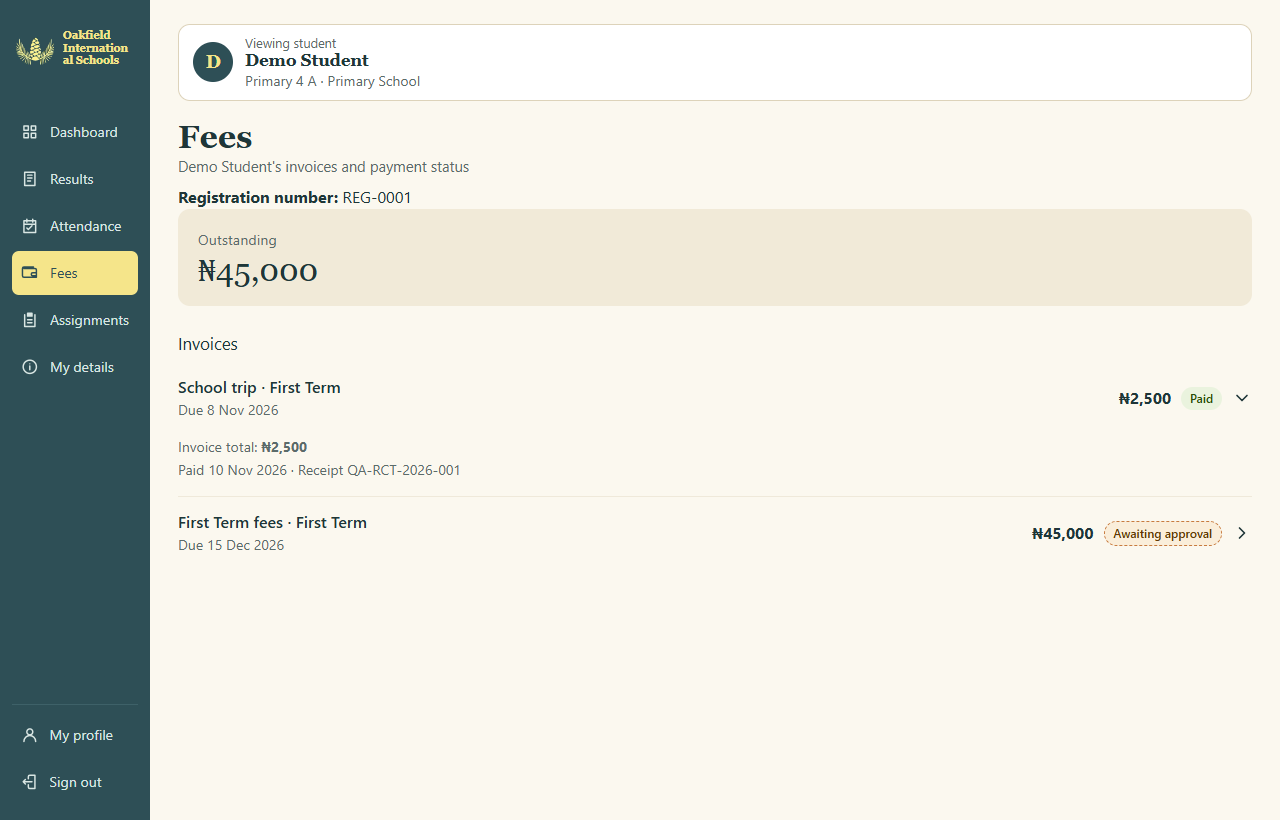 Oakfield
Internation
al Schools
Dashboard
Results
Attendance
Fees
Assignments
My details
My profile
Sign out
D
Viewing student
Demo Student
Primary 4 A · Primary School
Fees
Demo Student's invoices and payment status
Registration number: REG-0001
Outstanding
₦45,000
Invoices
School trip · First Term
Due 8 Nov 2026
₦2,500 Paid
Invoice total: ₦2,500
Paid 10 Nov 2026 · Receipt QA-RCT-2026-001
First Term fees · First Term
Due 15 Dec 2026
₦45,000 Awaiting approval